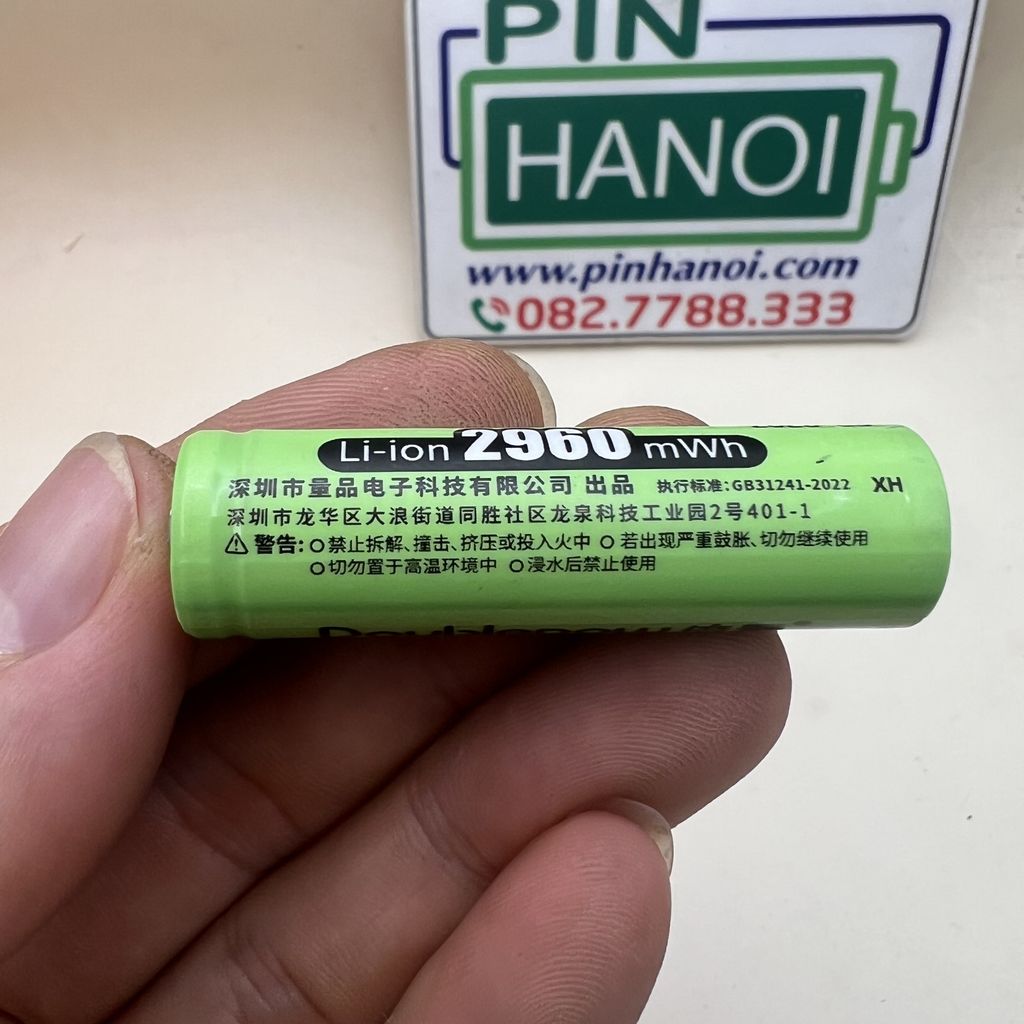 PIN
HANOI
www.pinhanoi.com
082.7788.333
Li-ion 2960 mWh
深圳市量品电子科技有限公司 出品 执行标准:GB31241-2022 XH
深圳市龙华区大浪街道同胜社区龙泉科技工业园2号401-1
⚠ 警告: ○禁止拆解、撞击、挤压或投入火中 ○若出现严重鼓胀、切勿继续使用
○切勿置于高温环境中 ○浸水后禁止使用